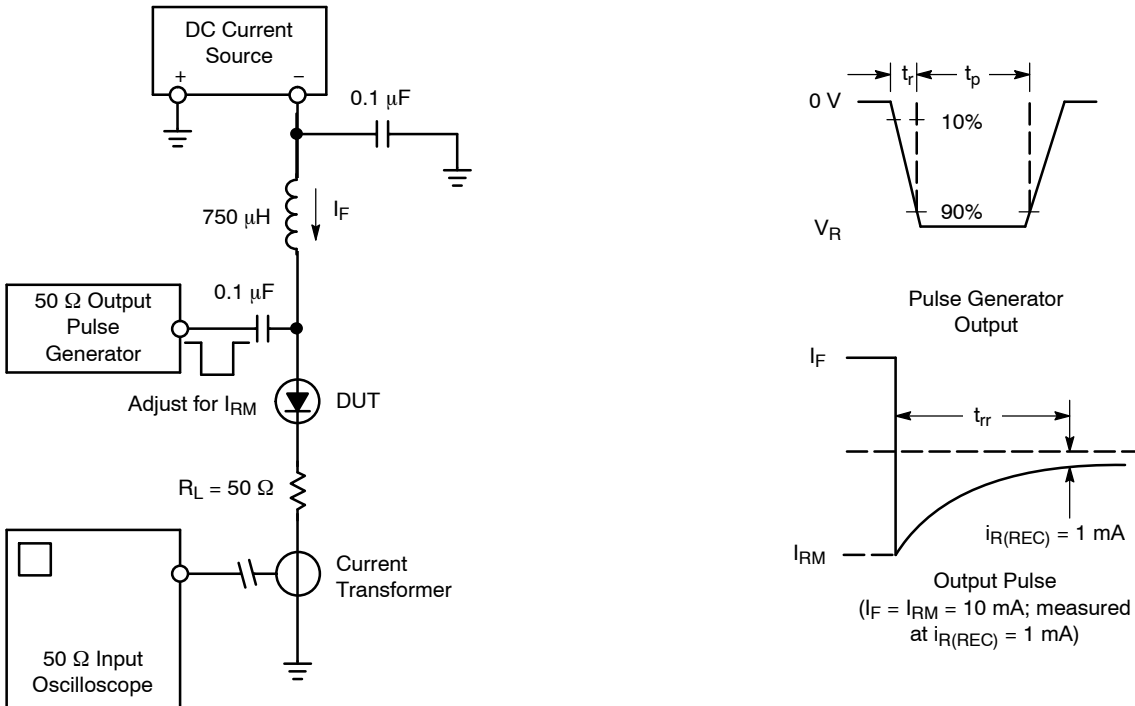 DC Current
Source
+
−
0.1 μF
750 μH
I_F
50 Ω Output
Pulse
Generator
0.1 μF
Adjust for I_RM
DUT
R_L = 50 Ω
Current
Transformer
50 Ω Input
Oscilloscope
t_r
t_p
0 V
10%
90%
V_R
Pulse Generator
Output
I_F
t_rr
i_R(REC) = 1 mA
I_RM
Output Pulse
(I_F = I_RM = 10 mA; measured
at i_R(REC) = 1 mA)